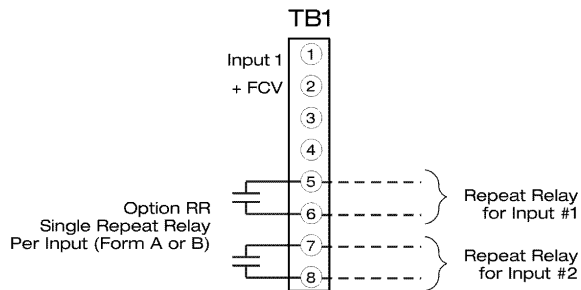 TB1
Input 1
1
+ FCV
2
3
4
5
6
7
8
Option RR
Single Repeat Relay
Per Input (Form A or B)
Repeat Relay
for Input #1
Repeat Relay
for Input #2